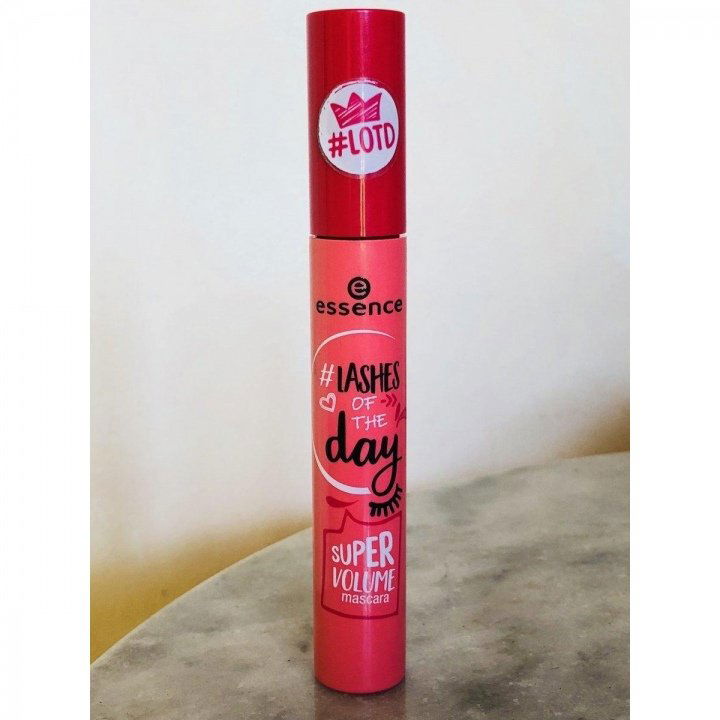 #LOTD
e
essence
#LASHES
OF
THE
day
SUPER
VOLUME
mascara